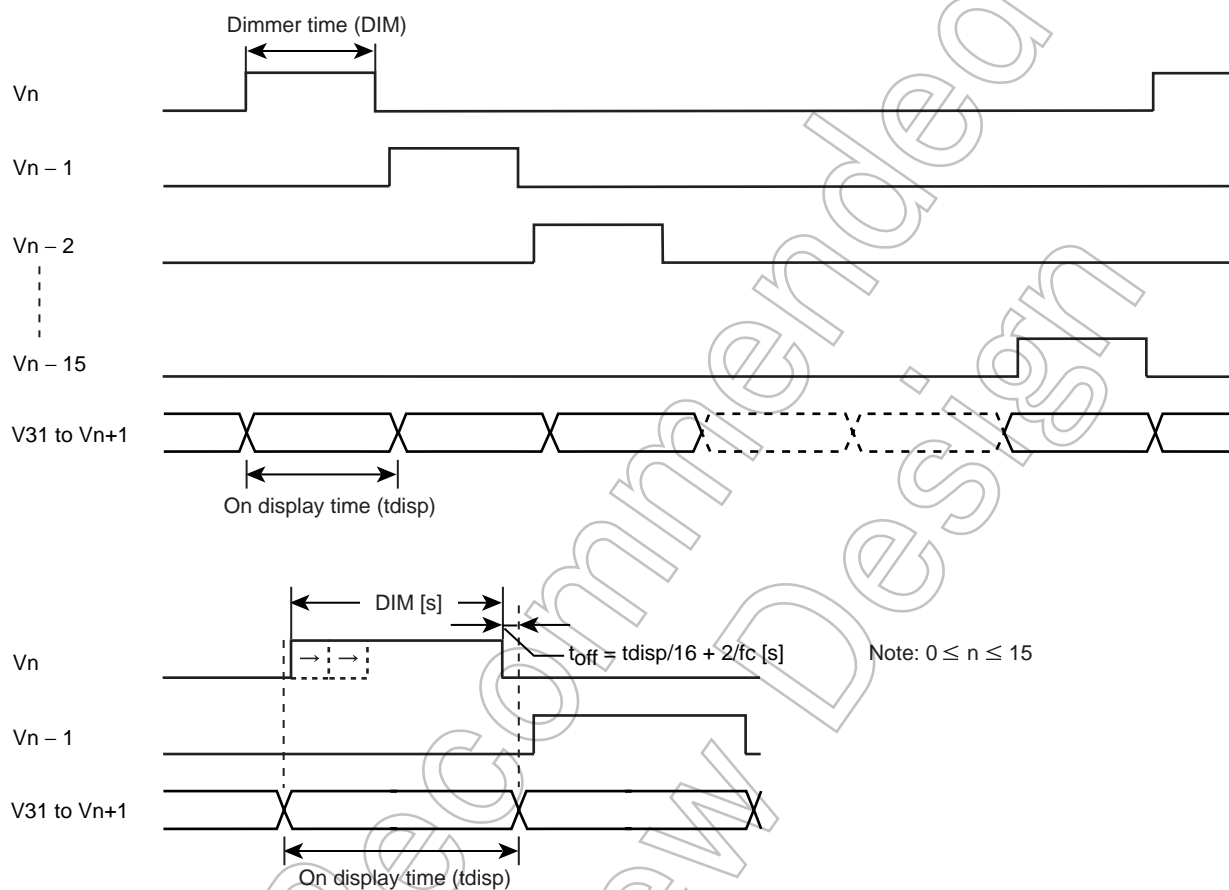 Dimmer time (DIM)
Vn
Vn − 1
Vn − 2
Vn − 15
V31 to Vn+1
On display time (tdisp)
DIM [s]
Vn
toff = tdisp/16 + 2/fc [s]
Note: 0 ≤ n ≤ 15
Vn − 1
V31 to Vn+1
On display time (tdisp)